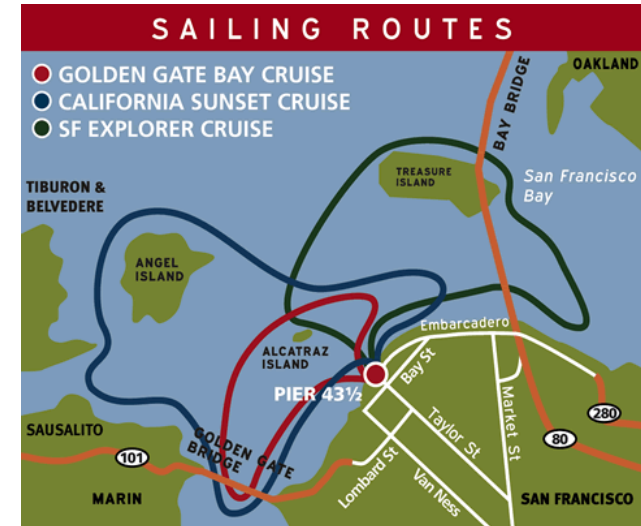 SAILING ROUTES
GOLDEN GATE BAY CRUISE
CALIFORNIA SUNSET CRUISE
SF EXPLORER CRUISE
OAKLAND
BAY BRIDGE
TREASURE
ISLAND
San Francisco
Bay
TIBURON &
BELVEDERE
ANGEL
ISLAND
Embarcadero
ALCATRAZ
ISLAND
Bay St
PIER 43½
Market St
280
80
Taylor St
SAUSALITO
101
GOLDEN GATE
BRIDGE
Lombard St
Van Ness
MARIN
SAN FRANCISCO